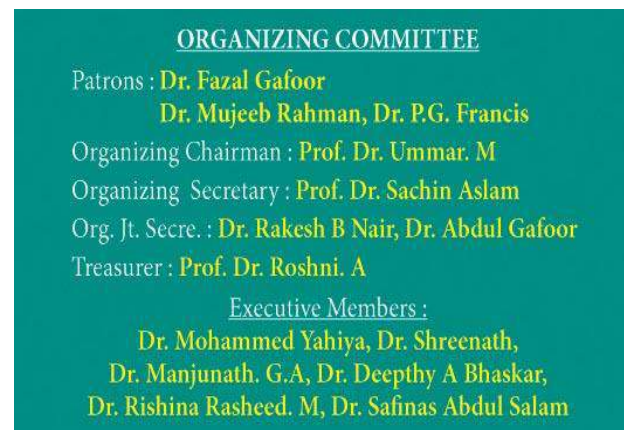 ORGANIZING COMMITTEE
Patrons : Dr. Fazal Gafoor
Dr. Mujeeb Rahman, Dr. P.G. Francis
Organizing Chairman : Prof. Dr. Ummar. M
Organizing Secretary : Prof. Dr. Sachin Aslam
Org. Jt. Secre. : Dr. Rakesh B Nair, Dr. Abdul Gafoor
Treasurer : Prof. Dr. Roshni. A
Executive Members :
Dr. Mohammed Yahiya, Dr. Shreenath,
Dr. Manjunath. G.A, Dr. Deepthy A Bhaskar,
Dr. Rishina Rasheed. M, Dr. Safinas Abdul Salam